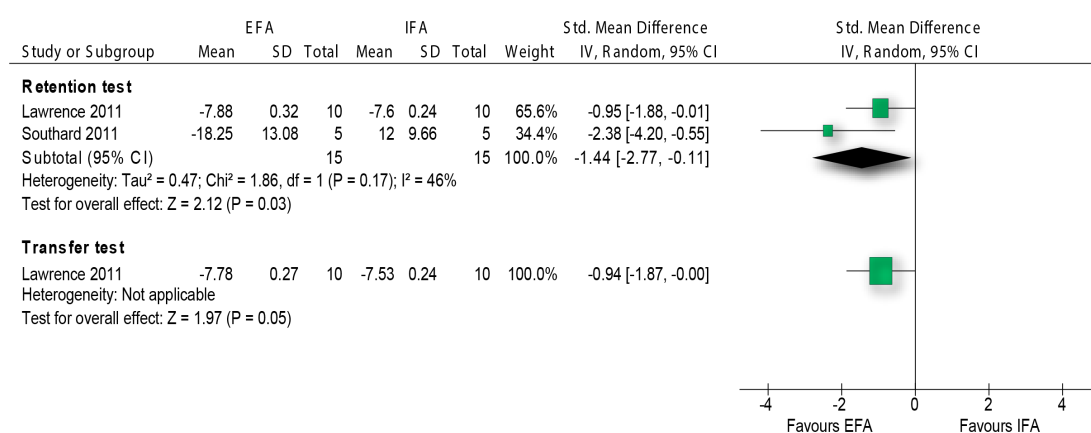 EFA IFA Std. Mean Difference Std. Mean Difference
Study or Subgroup Mean SD Total Mean SD Total Weight IV, Random, 95% CI IV, Random, 95% CI
Retention test
Lawrence 2011 -7.88 0.32 10 -7.6 0.24 10 65.6% -0.95 [-1.88, -0.01]
Southard 2011 -18.25 13.08 5 12 9.66 5 34.4% -2.38 [-4.20, -0.55]
Subtotal (95% CI) 15 15 100.0% -1.44 [-2.77, -0.11]
Heterogeneity: Tau² = 0.47; Chi² = 1.86, df = 1 (P = 0.17); I² = 46%
Test for overall effect: Z = 2.12 (P = 0.03)
Transfer test
Lawrence 2011 -7.78 0.27 10 -7.53 0.24 10 100.0% -0.94 [-1.87, -0.00]
Heterogeneity: Not applicable
Test for overall effect: Z = 1.97 (P = 0.05)
-4 -2 0 2 4
Favours EFA Favours IFA